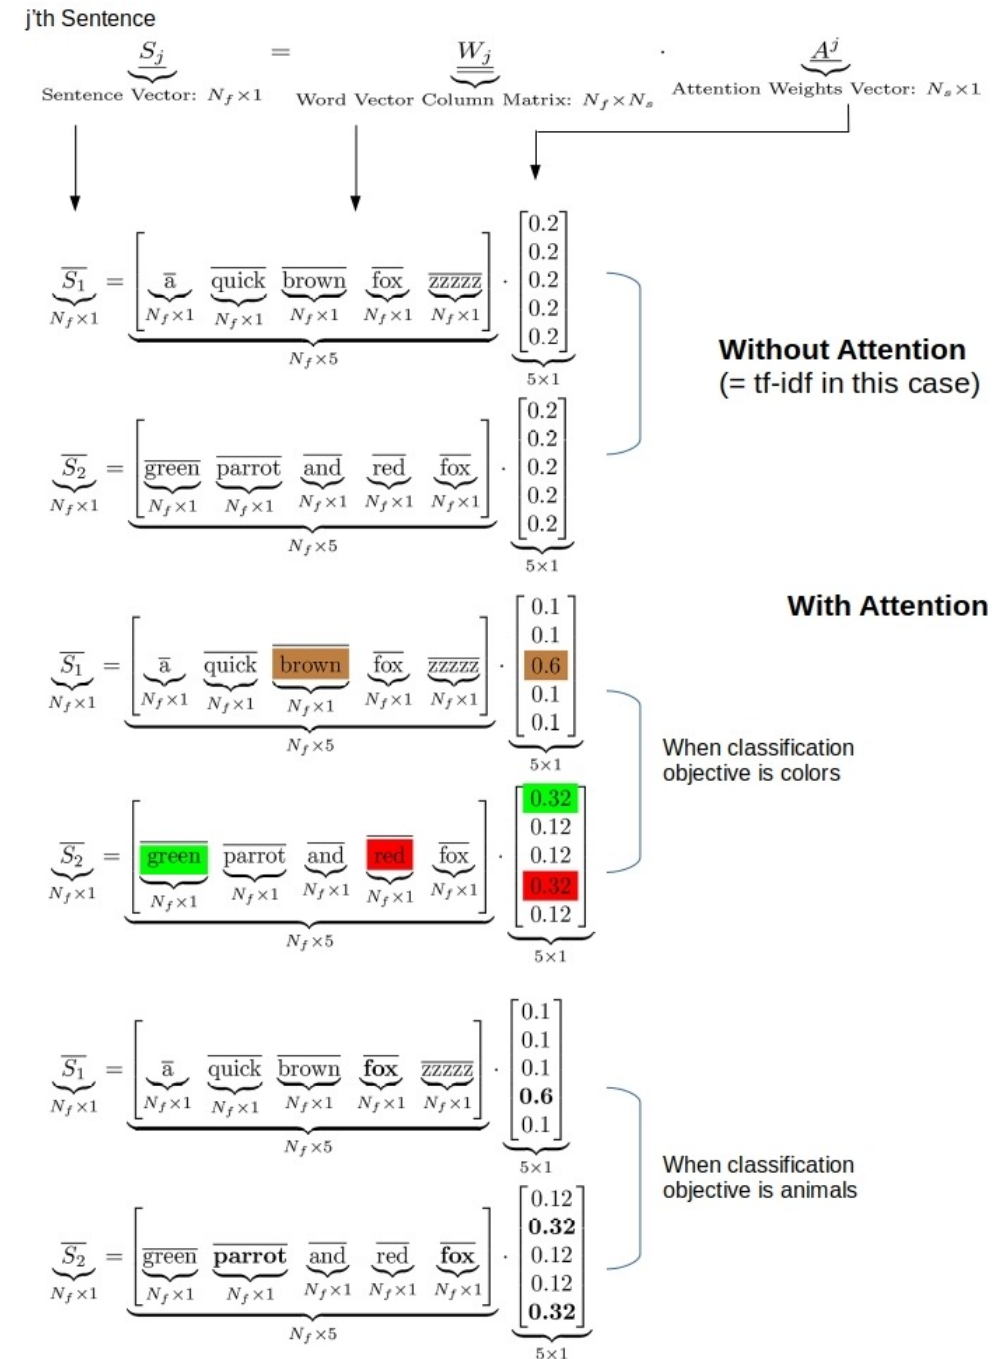 j'th Sentence
S_j = W_j · A^j
Sentence Vector: N_f×1 Word Vector Column Matrix: N_f×N_s Attention Weights Vector: N_s×1
S_1 = [ a quick brown fox zzzzz ] · [ 0.2 0.2 0.2 0.2 0.2 ]
N_f×1 N_f×1 N_f×1 N_f×1 N_f×1 N_f×1
N_f×5
5×1
Without Attention
(= tf-idf in this case)
S_2 = [ green parrot and red fox ] · [ 0.2 0.2 0.2 0.2 0.2 ]
N_f×1 N_f×1 N_f×1 N_f×1 N_f×1 N_f×1
N_f×5
5×1
With Attention
S_1 = [ a quick brown fox zzzzz ] · [ 0.1 0.1 0.6 0.1 0.1 ]
N_f×1 N_f×1 N_f×1 N_f×1 N_f×1 N_f×1
N_f×5
5×1
When classification
objective is colors
S_2 = [ green parrot and red fox ] · [ 0.32 0.12 0.12 0.32 0.12 ]
N_f×1 N_f×1 N_f×1 N_f×1 N_f×1 N_f×1
N_f×5
5×1
S_1 = [ a quick brown fox zzzzz ] · [ 0.1 0.1 0.1 0.6 0.1 ]
N_f×1 N_f×1 N_f×1 N_f×1 N_f×1 N_f×1
N_f×5
5×1
When classification
objective is animals
S_2 = [ green parrot and red fox ] · [ 0.12 0.32 0.12 0.12 0.32 ]
N_f×1 N_f×1 N_f×1 N_f×1 N_f×1 N_f×1
N_f×5
5×1